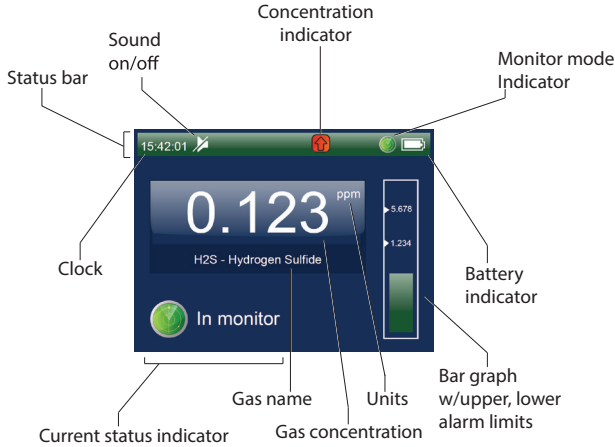 Concentration
indicator
Sound
on/off
Monitor mode
Indicator
Status bar
15:42:01
0.123 ppm
5.678
1.234
H2S - Hydrogen Sulfide
Clock
Battery
indicator
In monitor
Gas name
Units
Bar graph
w/upper, lower
alarm limits
Current status indicator
Gas concentration